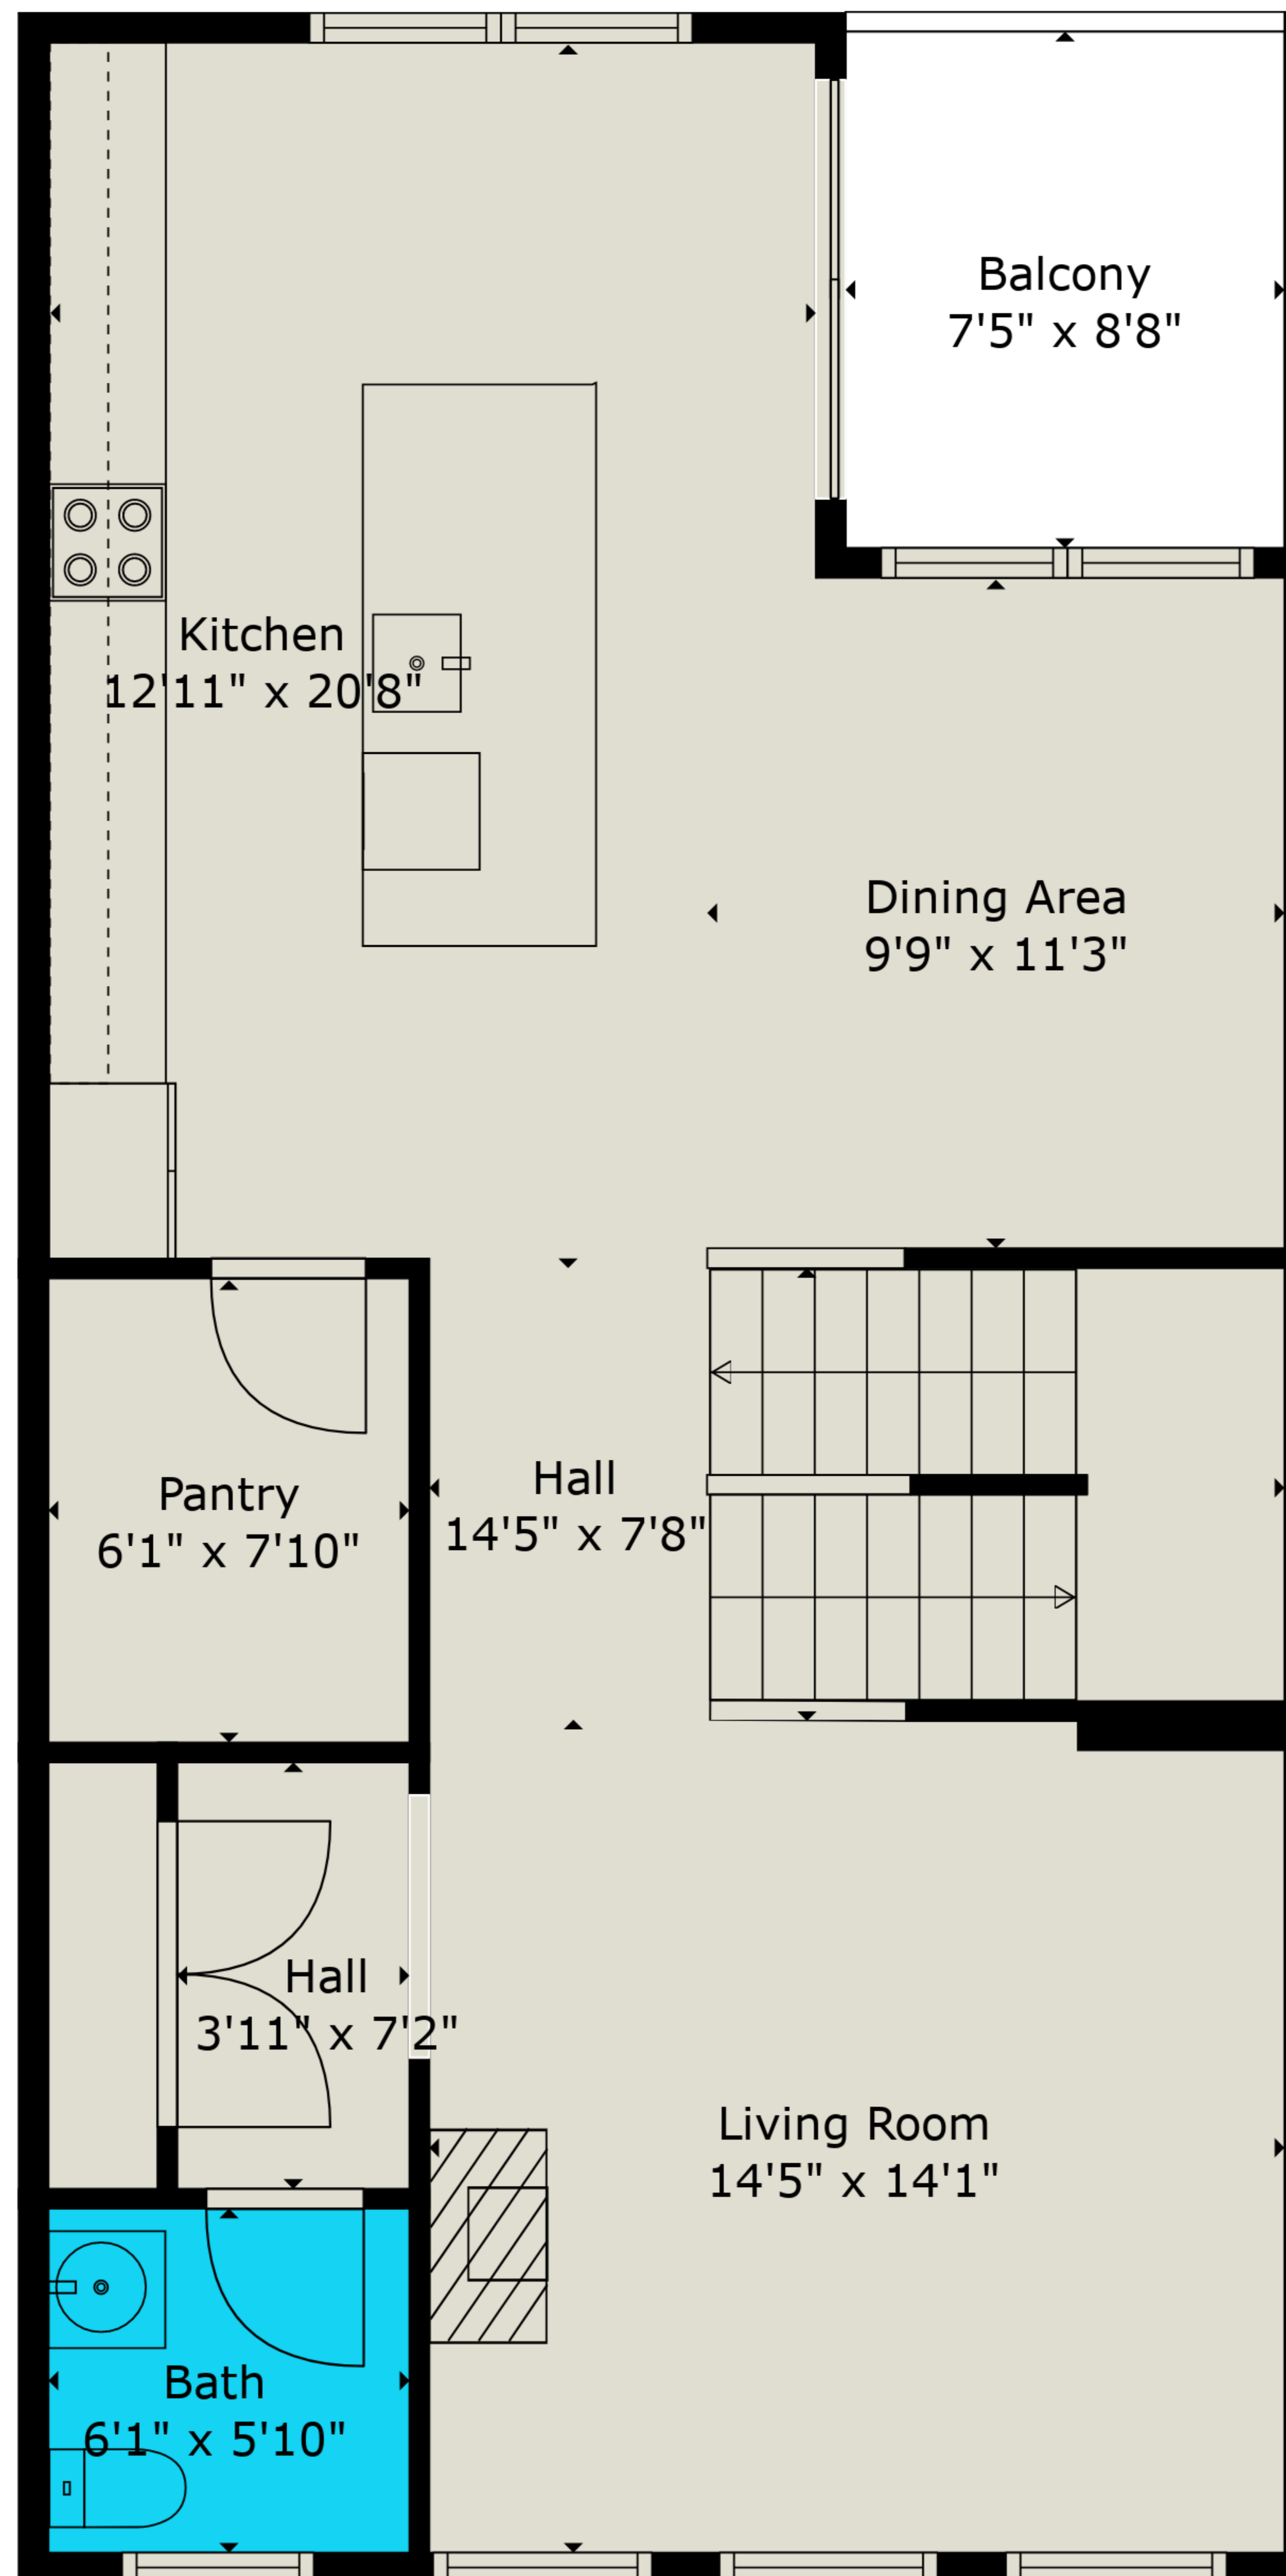 Balcony
7'5" x 8'8"
Kitchen
12'11" x 20'8"
Dining Area
9'9" x 11'3"
Pantry
6'1" x 7'10"
Hall
14'5" x 7'8"
Hall
3'11" x 7'2"
Living Room
14'5" x 14'1"
Bath
6'1" x 5'10"